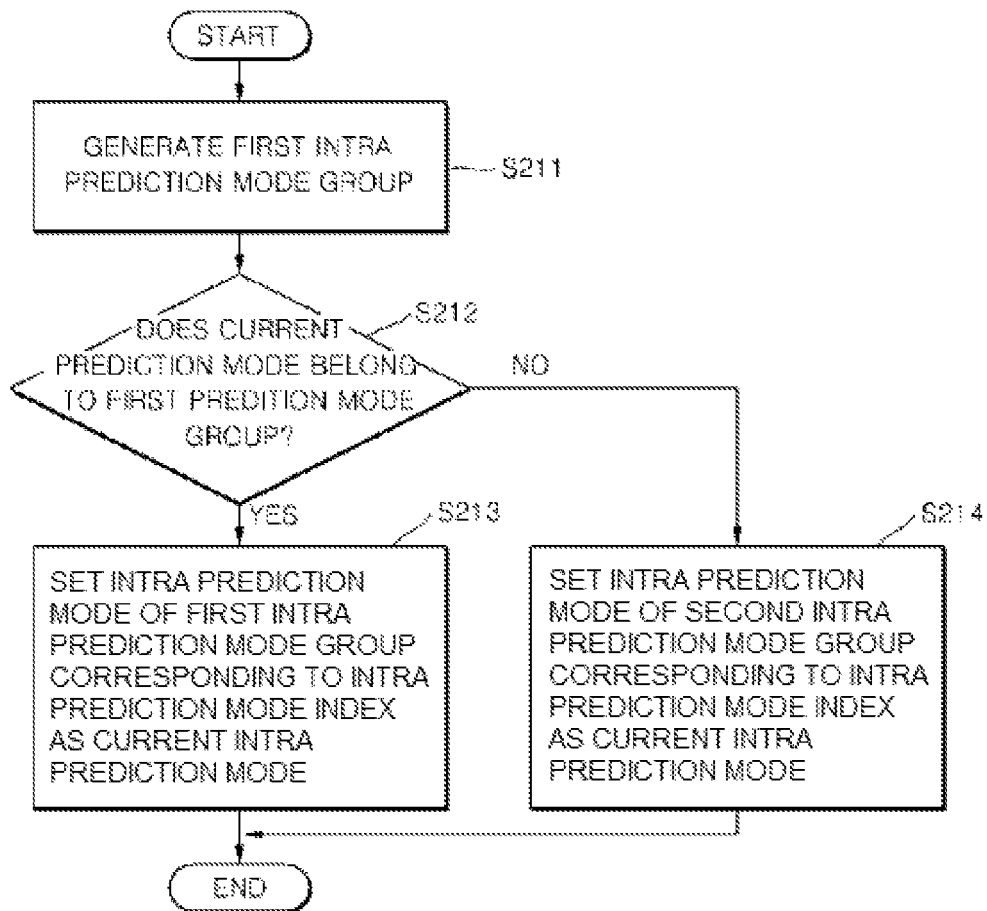 START
GENERATE FIRST INTRA
PREDICTION MODE GROUP
S211
S212
DOES CURRENT
PREDICTION MODE BELONG
TO FIRST PREDITION MODE
GROUP?
NO
YES
S213
SET INTRA PREDICTION
MODE OF FIRST INTRA
PREDICTION MODE GROUP
CORRESPONDING TO INTRA
PREDICTION MODE INDEX
AS CURRENT INTRA
PREDICTION MODE
S214
SET INTRA PREDICTION
MODE OF SECOND INTRA
PREDICTION MODE GROUP
CORRESPONDING TO INTRA
PREDICTION MODE INDEX
AS CURRENT INTRA
PREDICTION MODE
END